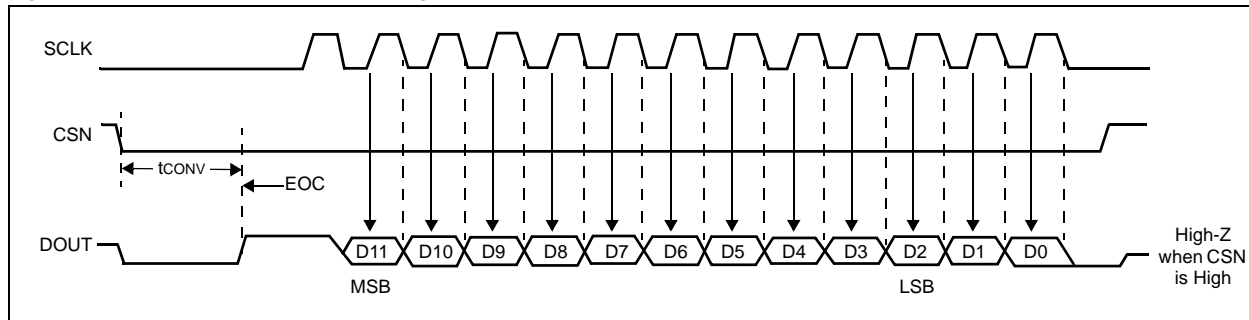 SCLK
CSN
tCONV
EOC
DOUT
D11 D10 D9 D8 D7 D6 D5 D4 D3 D2 D1 D0
MSB
LSB
High-Z
when CSN
is High